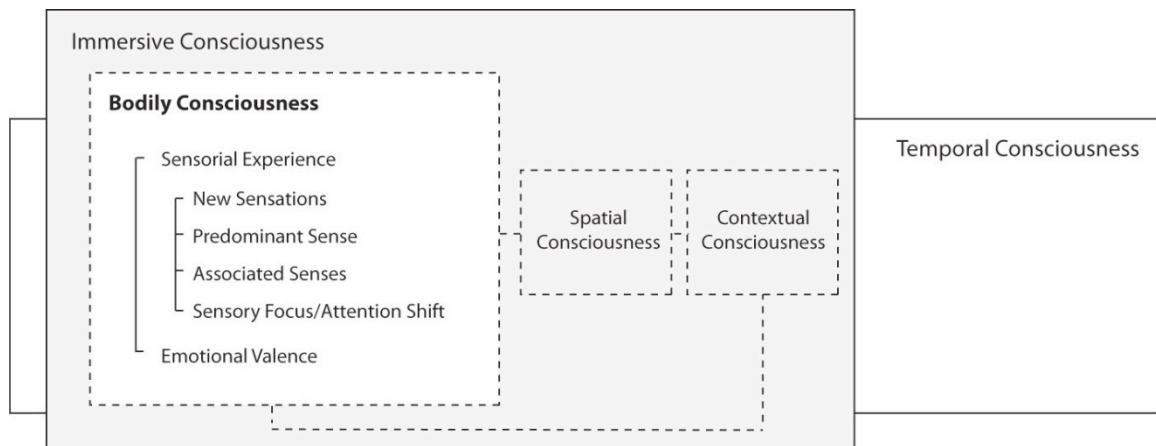 Immersive Consciousness
Bodily Consciousness
Sensorial Experience
New Sensations
Predominant Sense
Associated Senses
Sensory Focus/Attention Shift
Emotional Valence
Spatial
Consciousness
Contextual
Consciousness
Temporal Consciousness